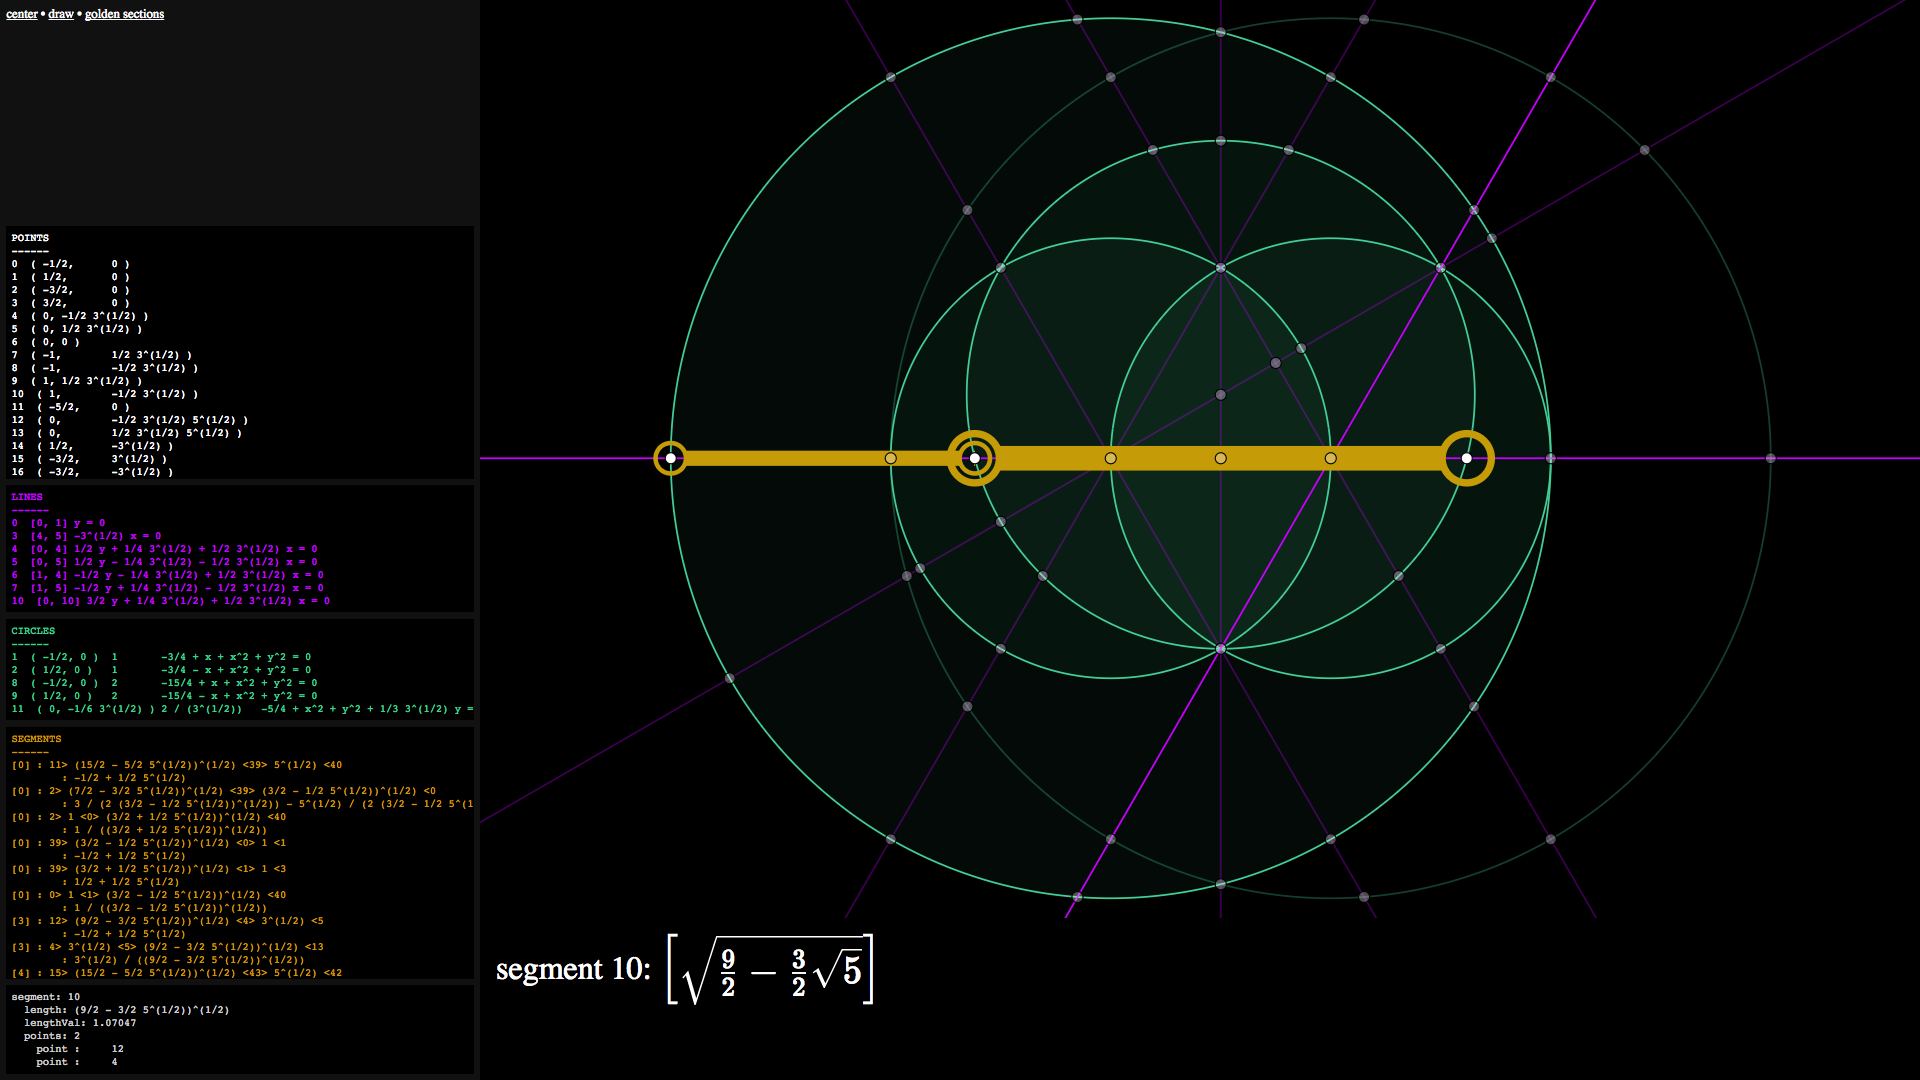 center • draw • golden sections
POINTS
------
0 ( -1/2, 0 )
1 ( 1/2, 0 )
2 ( -3/2, 0 )
3 ( 3/2, 0 )
4 ( 0, -1/2 3^(1/2) )
5 ( 0, 1/2 3^(1/2) )
6 ( 0, 0 )
7 ( -1, 1/2 3^(1/2) )
8 ( -1, -1/2 3^(1/2) )
9 ( 1, 1/2 3^(1/2) )
10 ( 1, -1/2 3^(1/2) )
11 ( -5/2, 0 )
12 ( 0, -1/2 3^(1/2) 5^(1/2) )
13 ( 0, 1/2 3^(1/2) 5^(1/2) )
14 ( 1/2, -3^(1/2) )
15 ( -3/2, 3^(1/2) )
16 ( -3/2, -3^(1/2) )
LINES
------
0 [0, 1] y = 0
3 [4, 5] -3^(1/2) x = 0
4 [0, 4] 1/2 y + 1/4 3^(1/2) + 1/2 3^(1/2) x = 0
5 [0, 5] 1/2 y - 1/4 3^(1/2) - 1/2 3^(1/2) x = 0
6 [1, 4] -1/2 y - 1/4 3^(1/2) + 1/2 3^(1/2) x = 0
7 [1, 5] -1/2 y + 1/4 3^(1/2) - 1/2 3^(1/2) x = 0
10 [0, 10] 3/2 y + 1/4 3^(1/2) + 1/2 3^(1/2) x = 0
CIRCLES
-------
1 ( -1/2, 0 ) 1 -3/4 + x + x^2 + y^2 = 0
2 ( 1/2, 0 ) 1 -3/4 - x + x^2 + y^2 = 0
8 ( -1/2, 0 ) 2 -15/4 + x + x^2 + y^2 = 0
9 ( 1/2, 0 ) 2 -15/4 - x + x^2 + y^2 = 0
11 ( 0, -1/6 3^(1/2) ) 2 / (3^(1/2)) -5/4 + x^2 + y^2 + 1/3 3^(1/2) y =
SEGMENTS
------
[0] : 11> (15/2 - 5/2 5^(1/2))^(1/2) <39> 5^(1/2) <40
: -1/2 + 1/2 5^(1/2)
[0] : 2> (7/2 - 3/2 5^(1/2))^(1/2) <39> (3/2 - 1/2 5^(1/2))^(1/2) <0
: 3 / (2 (3/2 - 1/2 5^(1/2))^(1/2)) - 5^(1/2) / (2 (3/2 - 1/2 5^(1
[0] : 2> 1 <0> (3/2 + 1/2 5^(1/2))^(1/2) <40
: 1 / ((3/2 + 1/2 5^(1/2))^(1/2))
[0] : 39> (3/2 - 1/2 5^(1/2))^(1/2) <0> 1 <1
: -1/2 + 1/2 5^(1/2)
[0] : 39> (3/2 + 1/2 5^(1/2))^(1/2) <1> 1 <3
: 1/2 + 1/2 5^(1/2)
[0] : 0> 1 <1> (3/2 - 1/2 5^(1/2))^(1/2) <40
: 1 / ((3/2 - 1/2 5^(1/2))^(1/2))
[3] : 12> (9/2 - 3/2 5^(1/2))^(1/2) <4> 3^(1/2) <5
: -1/2 + 1/2 5^(1/2)
[3] : 4> 3^(1/2) <5> (9/2 - 3/2 5^(1/2))^(1/2) <13
: 3^(1/2) / ((9/2 - 3/2 5^(1/2))^(1/2))
[4] : 15> (15/2 - 5/2 5^(1/2))^(1/2) <43> 5^(1/2) <42
segment: 10
length: (9/2 - 3/2 5^(1/2))^(1/2)
lengthVal: 1.07047
points: 2
point : 12
point : 4
segment 10: [√(9/2 − 3/2 √5)]